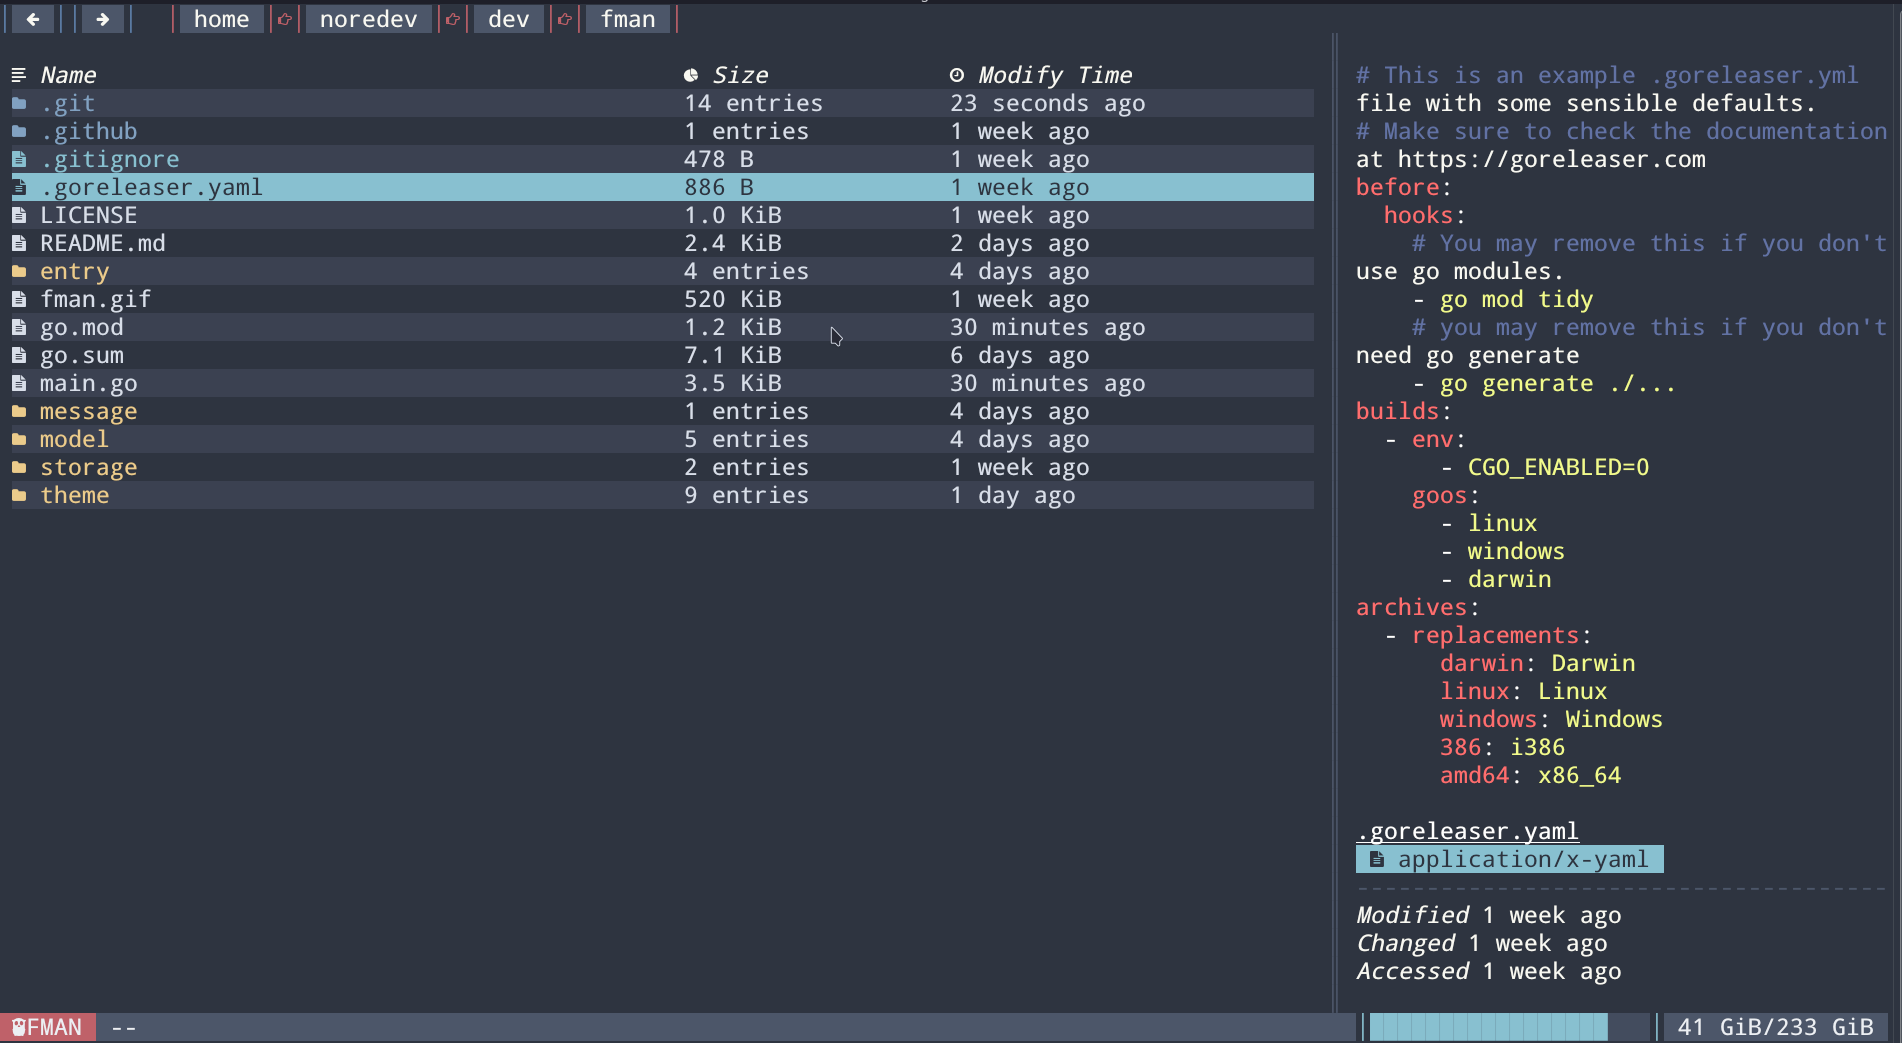 home noredev dev fman
Name Size Modify Time
.git 14 entries 23 seconds ago
.github 1 entries 1 week ago
.gitignore 478 B 1 week ago
.goreleaser.yaml 886 B 1 week ago
LICENSE 1.0 KiB 1 week ago
README.md 2.4 KiB 2 days ago
entry 4 entries 4 days ago
fman.gif 520 KiB 1 week ago
go.mod 1.2 KiB 30 minutes ago
go.sum 7.1 KiB 6 days ago
main.go 3.5 KiB 30 minutes ago
message 1 entries 4 days ago
model 5 entries 4 days ago
storage 2 entries 1 week ago
theme 9 entries 1 day ago
# This is an example .goreleaser.yml
file with some sensible defaults.
# Make sure to check the documentation
at https://goreleaser.com
before:
hooks:
# You may remove this if you don't
use go modules.
- go mod tidy
# you may remove this if you don't
need go generate
- go generate ./...
builds:
- env:
- CGO_ENABLED=0
goos:
- linux
- windows
- darwin
archives:
- replacements:
darwin: Darwin
linux: Linux
windows: Windows
386: i386
amd64: x86_64
.goreleaser.yaml
application/x-yaml
Modified 1 week ago
Changed 1 week ago
Accessed 1 week ago
FMAN -- 41 GiB/233 GiB